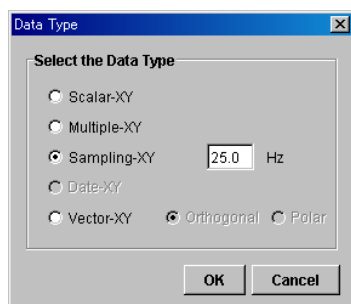 Data Type
Select the Data Type
Scalar-XY
Multiple-XY
Sampling-XY 25.0 Hz
Date-XY
Vector-XY Orthogonal Polar
OK Cancel